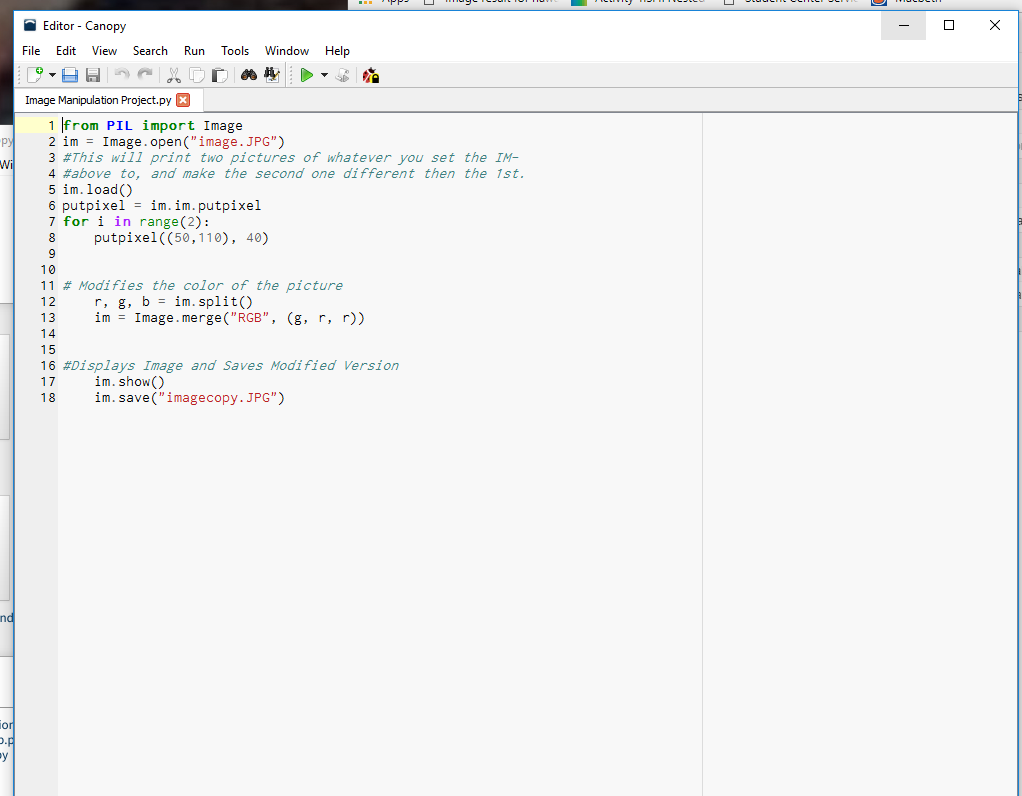 Apps
Editor - Canopy
File Edit View Search Run Tools Window Help
Image Manipulation Project.py
1 from PIL import Image
2 im = Image.open("image.JPG")
3 #This will print two pictures of whatever you set the IM-
4 #above to, and make the second one different then the 1st.
5 im.load()
6 putpixel = im.im.putpixel
7 for i in range(2):
8     putpixel((50,110), 40)
9
10
11 # Modifies the color of the picture
12     r, g, b = im.split()
13     im = Image.merge("RGB", (g, r, r))
14
15
16 #Displays Image and Saves Modified Version
17     im.show()
18     im.save("imagecopy.JPG")